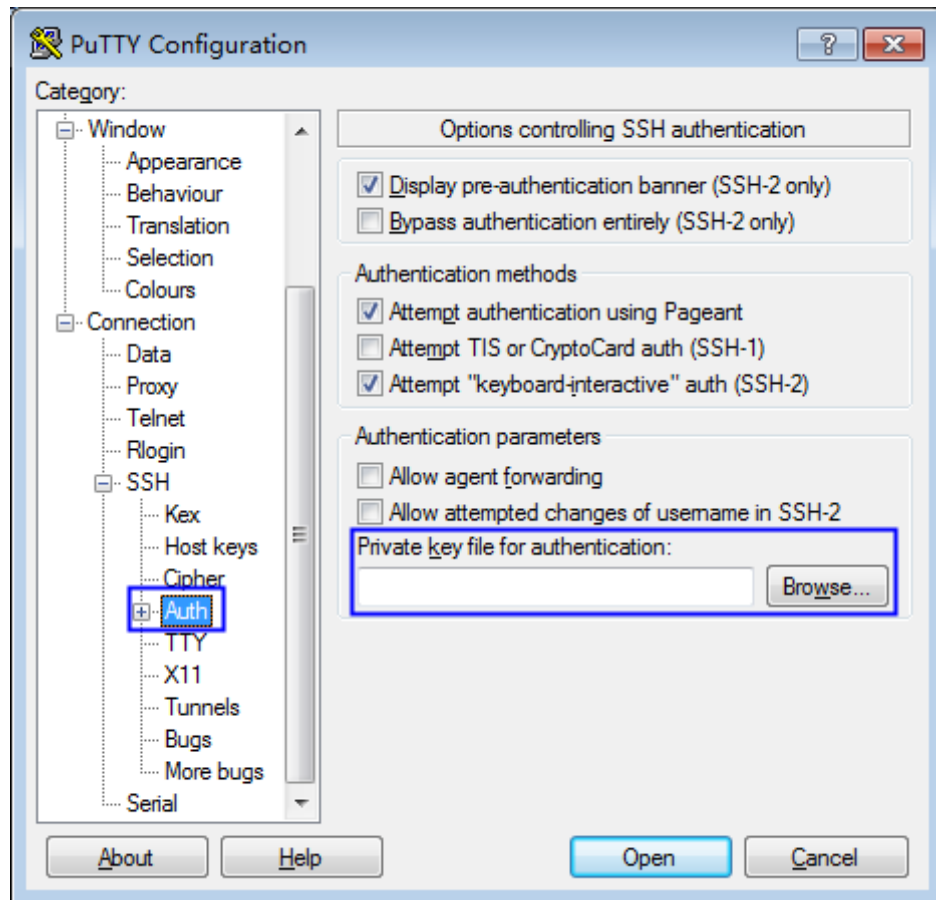 PuTTY Configuration
Category:
Window
Appearance
Behaviour
Translation
Selection
Colours
Connection
Data
Proxy
Telnet
Rlogin
SSH
Kex
Host keys
Cipher
Auth
TTY
X11
Tunnels
Bugs
More bugs
Serial
Options controlling SSH authentication
Display pre-authentication banner (SSH-2 only)
Bypass authentication entirely (SSH-2 only)
Authentication methods
Attempt authentication using Pageant
Attempt TIS or CryptoCard auth (SSH-1)
Attempt "keyboard-interactive" auth (SSH-2)
Authentication parameters
Allow agent forwarding
Allow attempted changes of username in SSH-2
Private key file for authentication:
Browse...
About
Help
Open
Cancel